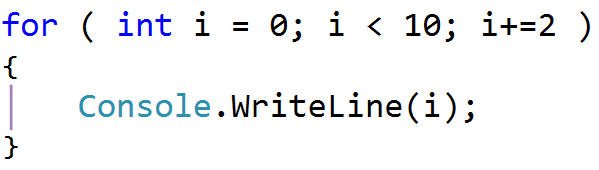 for ( int i = 0; i < 10; i+=2 )
{
    Console.WriteLine(i);
}